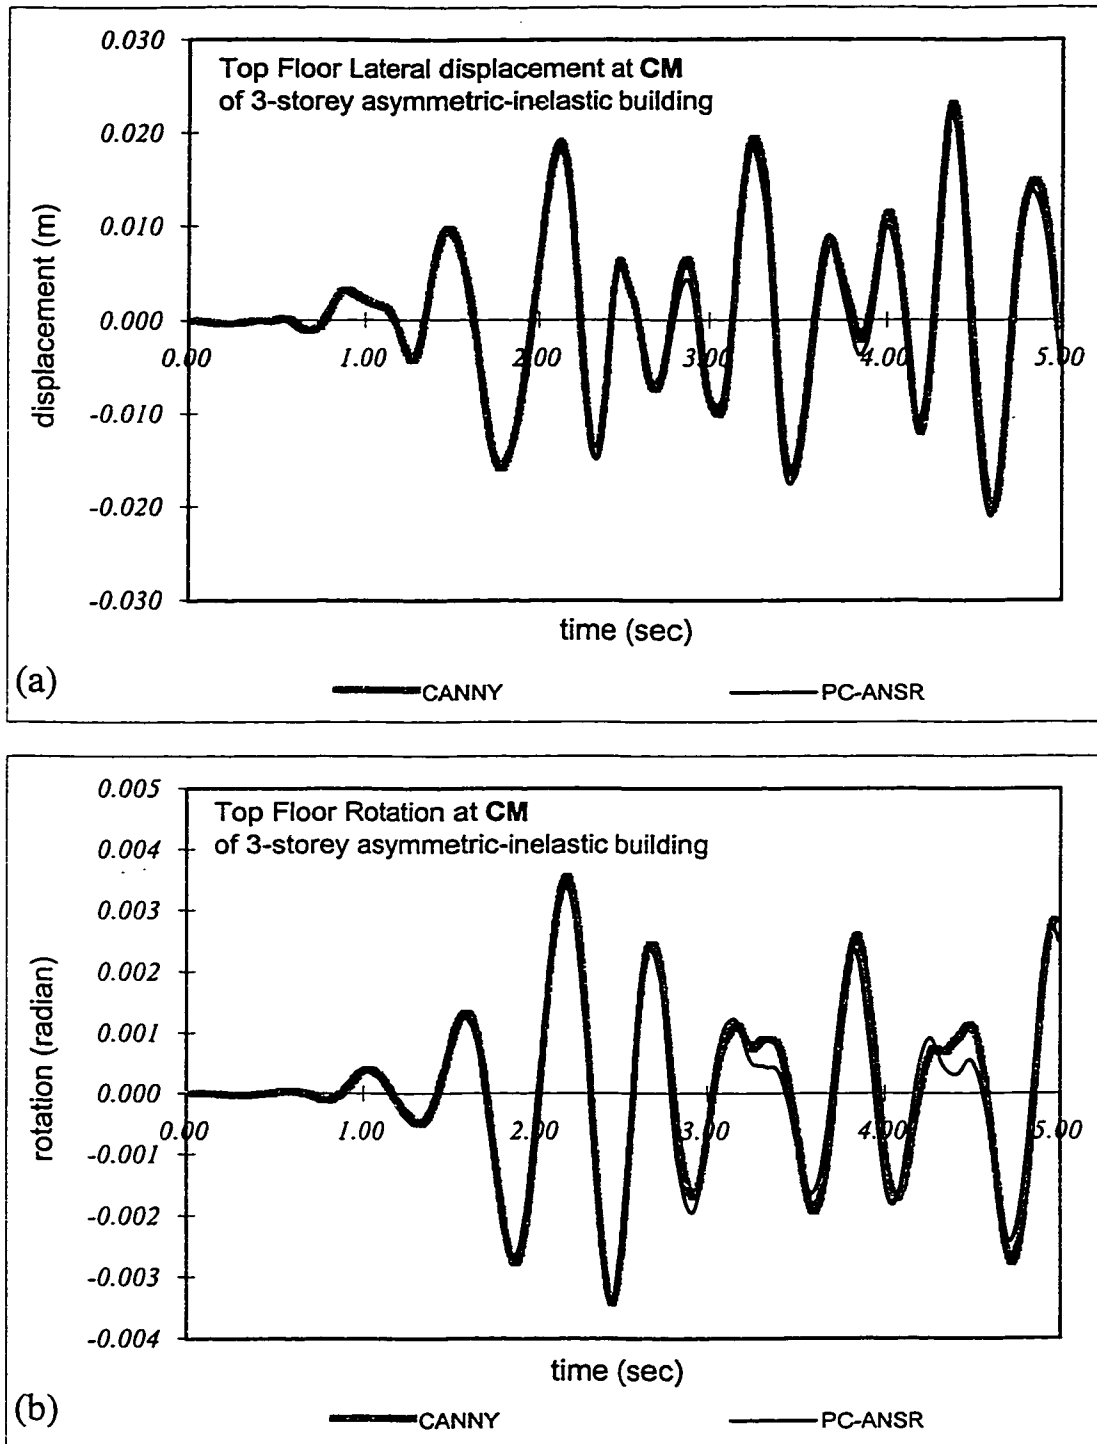 0.030
0.020
0.010
0.000
-0.010
-0.020
-0.030
displacement (m)
Top Floor Lateral displacement at CM
of 3-storey asymmetric-inelastic building
0.00
1.00
2.00
3.00
4.00
5.00
time (sec)
(a)
CANNY
PC-ANSR
0.005
0.004
0.003
0.002
0.001
0.000
-0.001
-0.002
-0.003
-0.004
rotation (radian)
Top Floor Rotation at CM
of 3-storey asymmetric-inelastic building
0.00
1.00
2.00
3.00
4.00
5.00
time (sec)
(b)
CANNY
PC-ANSR